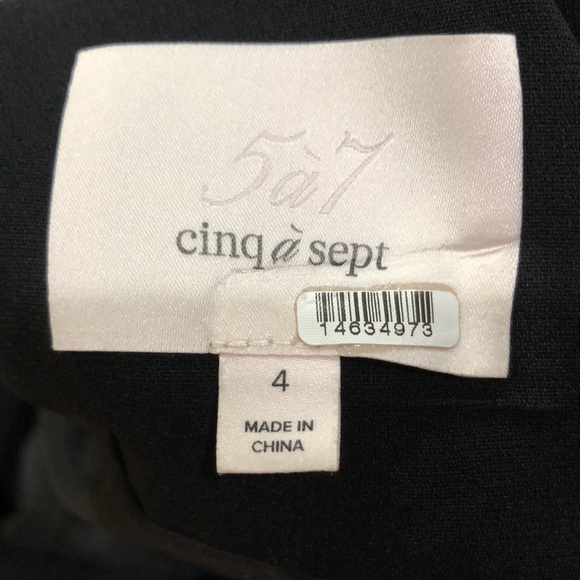 5à7
cinq à sept
14634973
4
MADE IN
CHINA